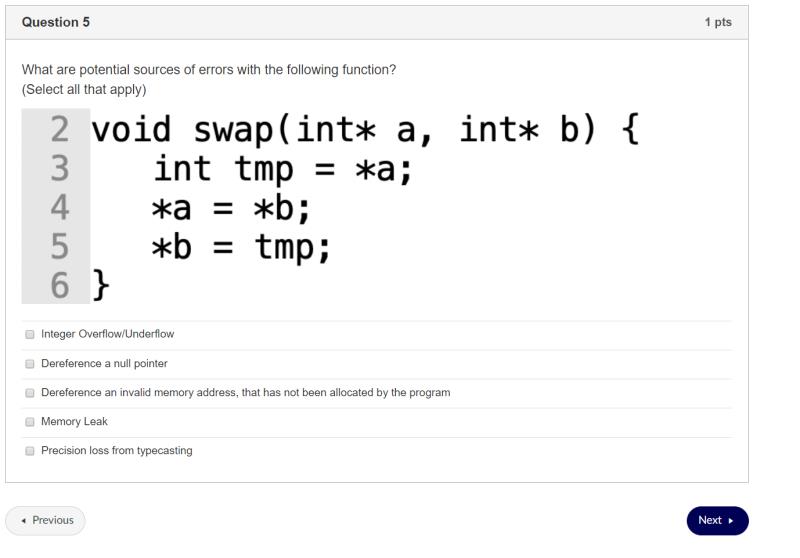 Question 5
1 pts
What are potential sources of errors with the following function?
(Select all that apply)
2 void swap(int* a, int* b) {
3 int tmp = *a;
4 *a = *b;
5 *b = tmp;
6 }
Integer Overflow/Underflow
Dereference a null pointer
Dereference an invalid memory address, that has not been allocated by the program
Memory Leak
Precision loss from typecasting
◂ Previous
Next ▸